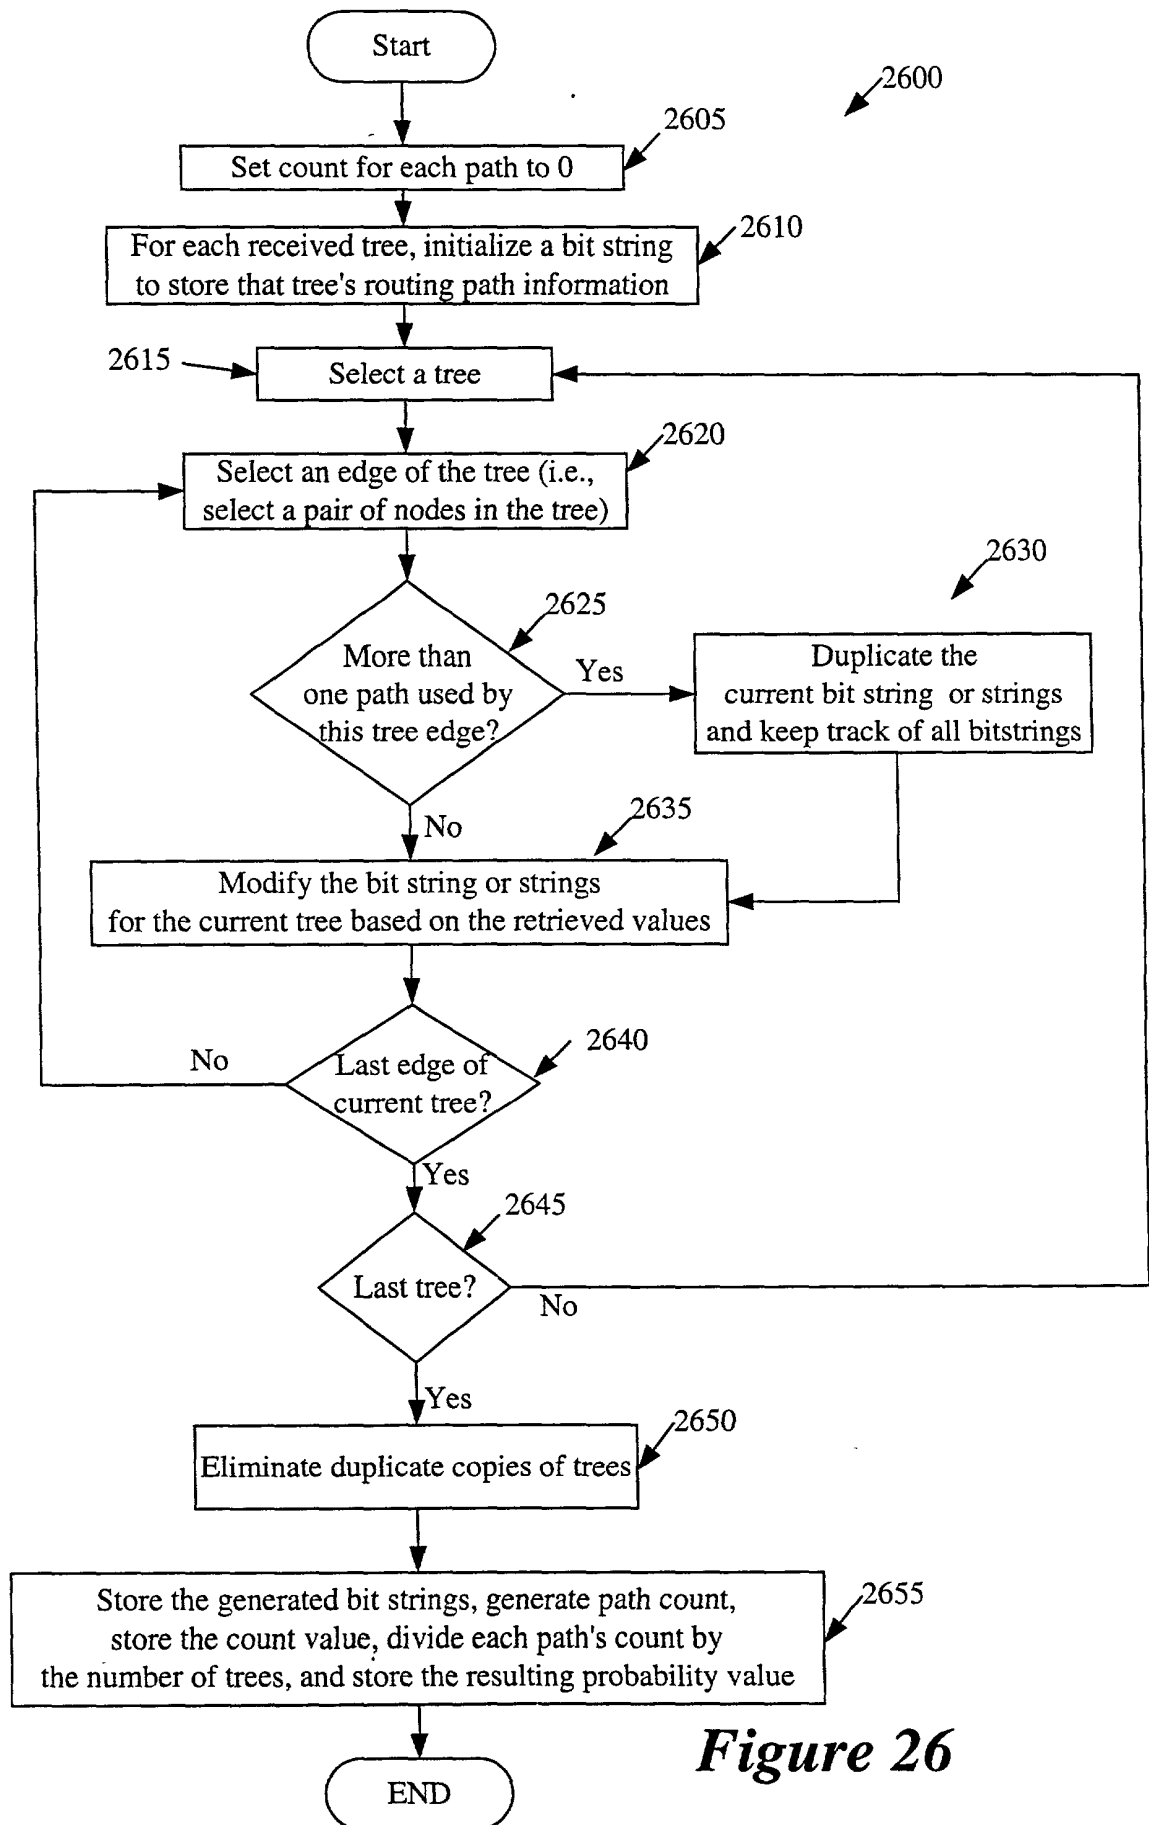 Start
2600
2605
Set count for each path to 0
2610
For each received tree, initialize a bit string
to store that tree's routing path information
2615
Select a tree
2620
Select an edge of the tree (i.e.,
select a pair of nodes in the tree)
2630
2625
More than
one path used by
this tree edge?
Yes
Duplicate the
current bit string or strings
and keep track of all bitstrings
No
2635
Modify the bit string or strings
for the current tree based on the retrieved values
2640
No
Last edge of
current tree?
Yes
2645
Last tree?
No
Yes
2650
Eliminate duplicate copies of trees
2655
Store the generated bit strings, generate path count,
store the count value, divide each path's count by
the number of trees, and store the resulting probability value
Figure 26
END